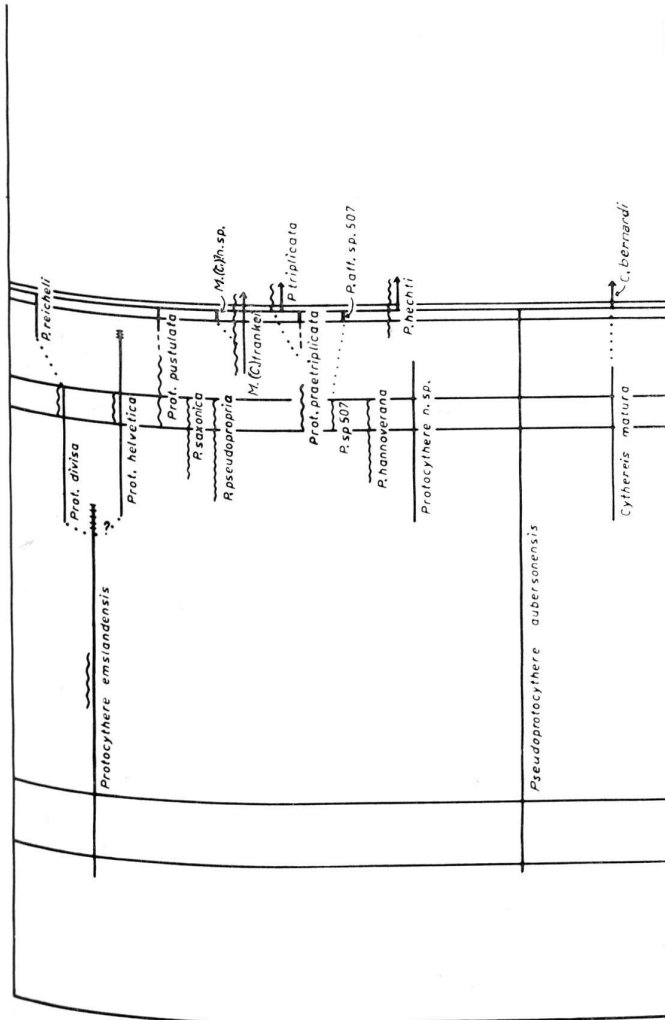 P. reicheli
Prot. divisa
Protocythere emslandensis
?
Prot. helvetica
Prot. pustulata
P. saxonica
P. pseudopropria
M.(C.) n. sp.
M.(C) frankei
P. triplicata
Prot. praetriplicata
P. sp 507
P. aff. sp. 507
P. hannoverana
P. hechti
Protocythere n. sp.
Pseudoprotocythere aubersonensis
Cythereis matura
C. bernardi